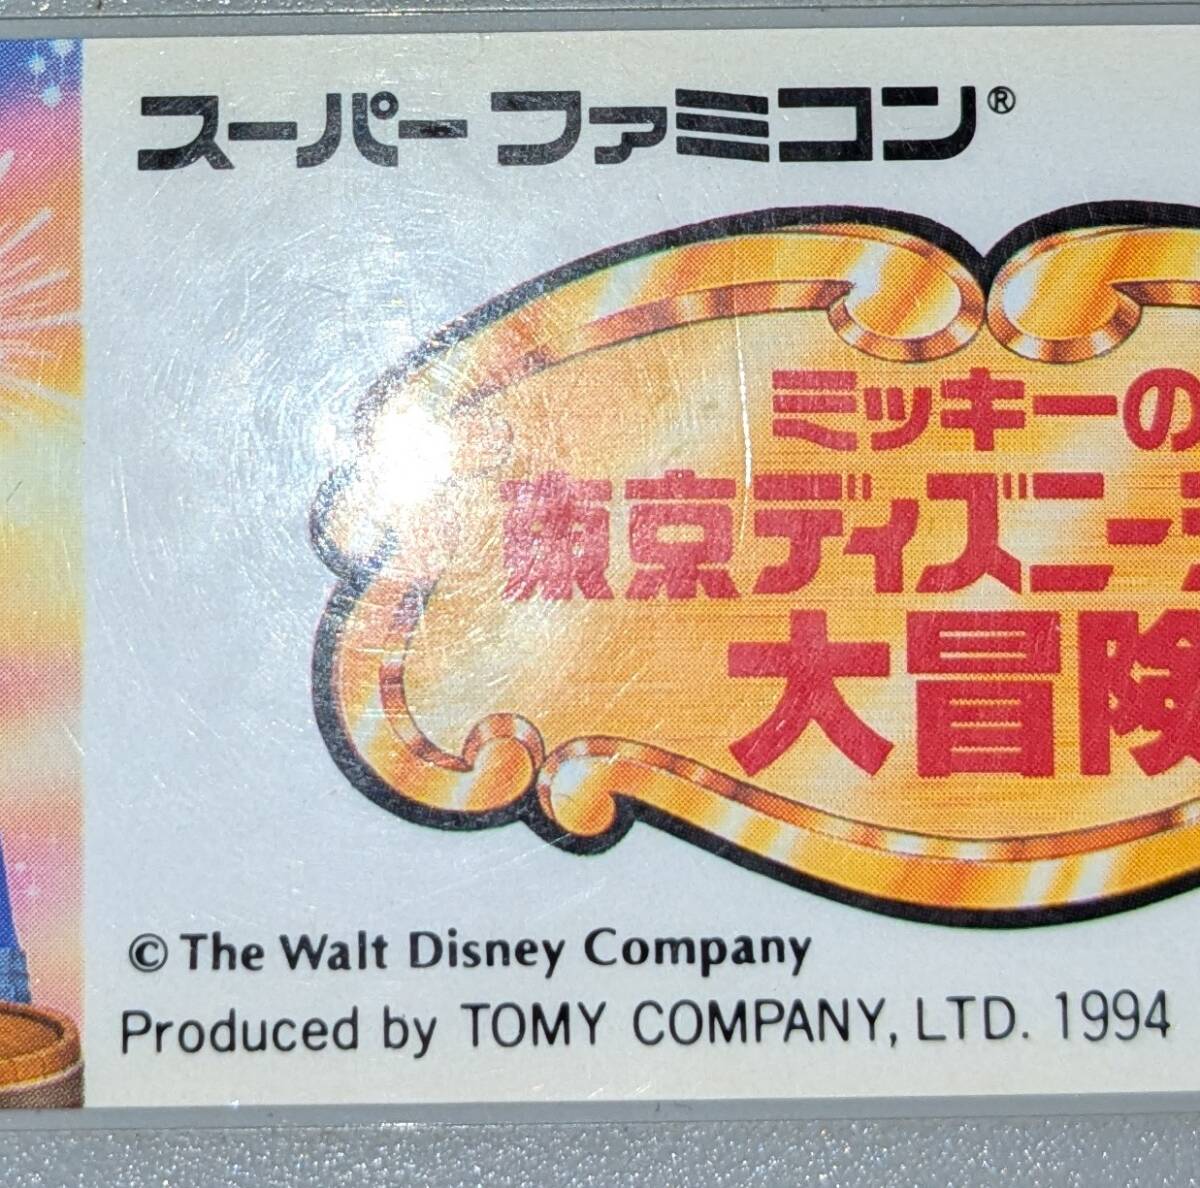 スーパーファミコン®
ミッキーの
東京ディズニー
大冒険
© The Walt Disney Company
Produced by TOMY COMPANY, LTD. 1994